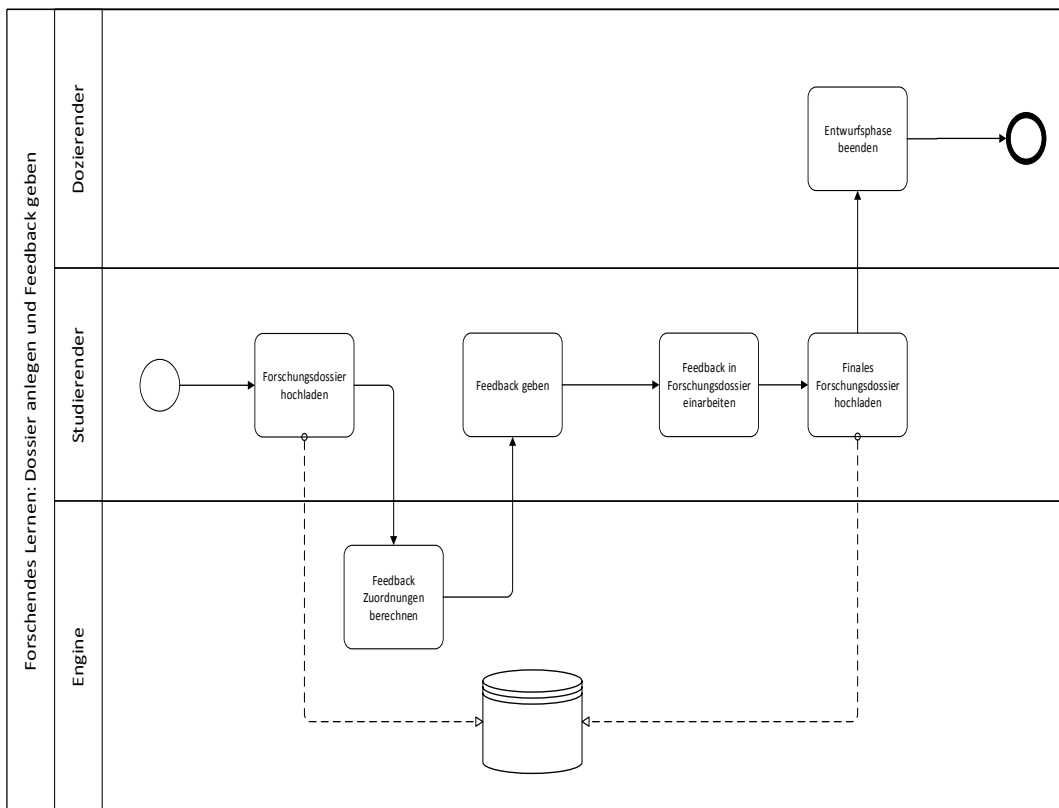 Forschendes Lernen: Dossier anlegen und Feedback geben
Dozierender
Entwurfsphase
beenden
Studierender
Forschungsdossier
hochladen
Feedback geben
Feedback in
Forschungsdossier
einarbeiten
Finales
Forschungsdossier
hochladen
Engine
Feedback
Zuordnungen
berechnen